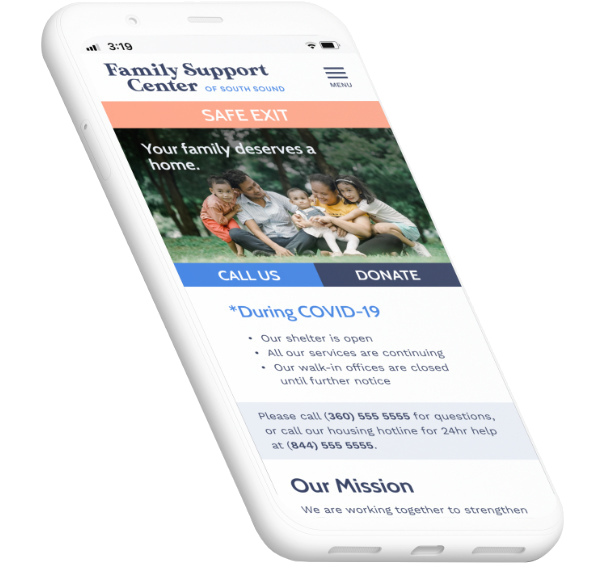 3:19
Family Support
Center OF SOUTH SOUND
MENU
SAFE EXIT
Your family deserves a
home.
CALL US DONATE
*During COVID-19
• Our shelter is open
• All our services are continuing
• Our walk-in offices are closed
until further notice
Please call (360) 555 5555 for questions,
or call our housing hotline for 24hr help
at (844) 555 5555.
Our Mission
We are working together to strengthen